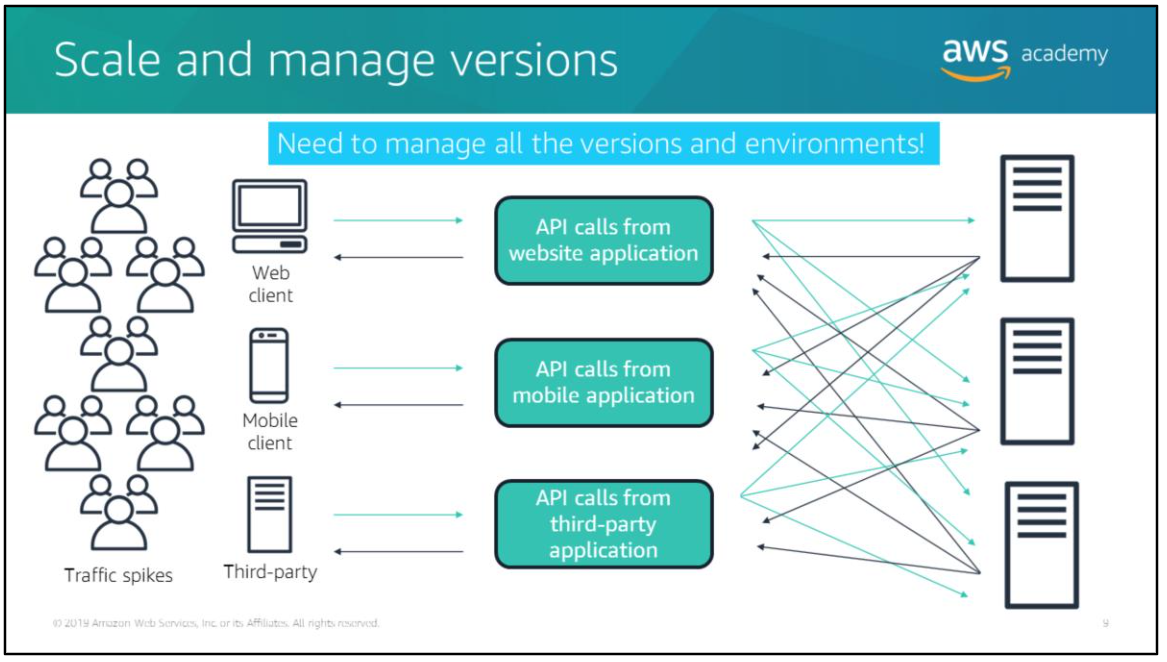 Scale and manage versions
aws academy
Need to manage all the versions and environments!
Web
client
API calls from
website application
Mobile
client
API calls from
mobile application
Third-party
API calls from
third-party
application
Traffic spikes
© 2019 Amazon Web Services, Inc. or its Affiliates. All rights reserved.
9